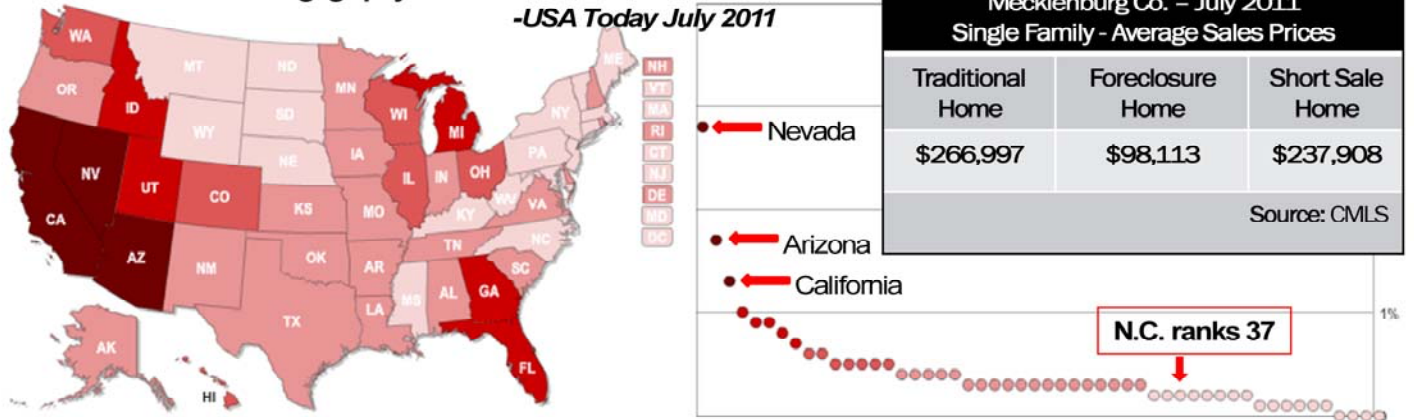 -USA Today July 2011
WA
OR
CA
NV
ID
MT
WY
UT
AZ
CO
NM
ND
SD
NE
KS
OK
TX
MN
IA
MO
AR
LA
WI
IL
MI
IN
OH
KY
TN
MS
AL
GA
FL
SC
NC
VA
WV
PA
NY
ME
AK
HI
NH
VT
MA
RI
CT
NJ
DE
MD
DC
Nevada
Arizona
California
N.C. ranks 37
1%
Mecklenburg Co. – July 2011
Single Family - Average Sales Prices
Traditional Home
Foreclosure Home
Short Sale Home
$266,997
$98,113
$237,908
Source: CMLS